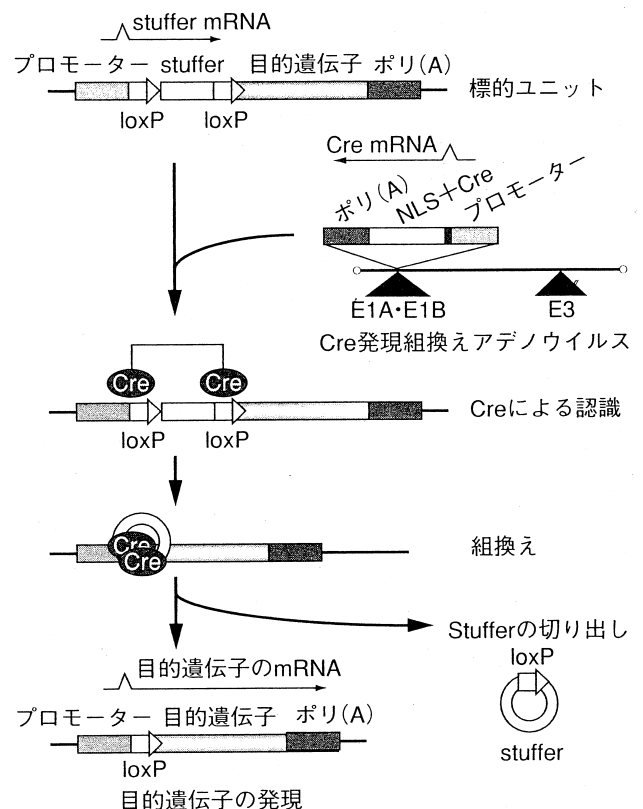 stuffer mRNA
プロモーター stuffer 目的遺伝子 ポリ(A)
標的ユニット
loxP loxP
Cre mRNA
ポリ(A) NLS+Cre プロモーター
E1A・E1B E3
Cre発現組換えアデノウイルス
Cre Cre
Creによる認識
loxP loxP
Cre
Cre
組換え
Stufferの切り出し
loxP
stuffer
目的遺伝子のmRNA
プロモーター 目的遺伝子 ポリ(A)
loxP
目的遺伝子の発現